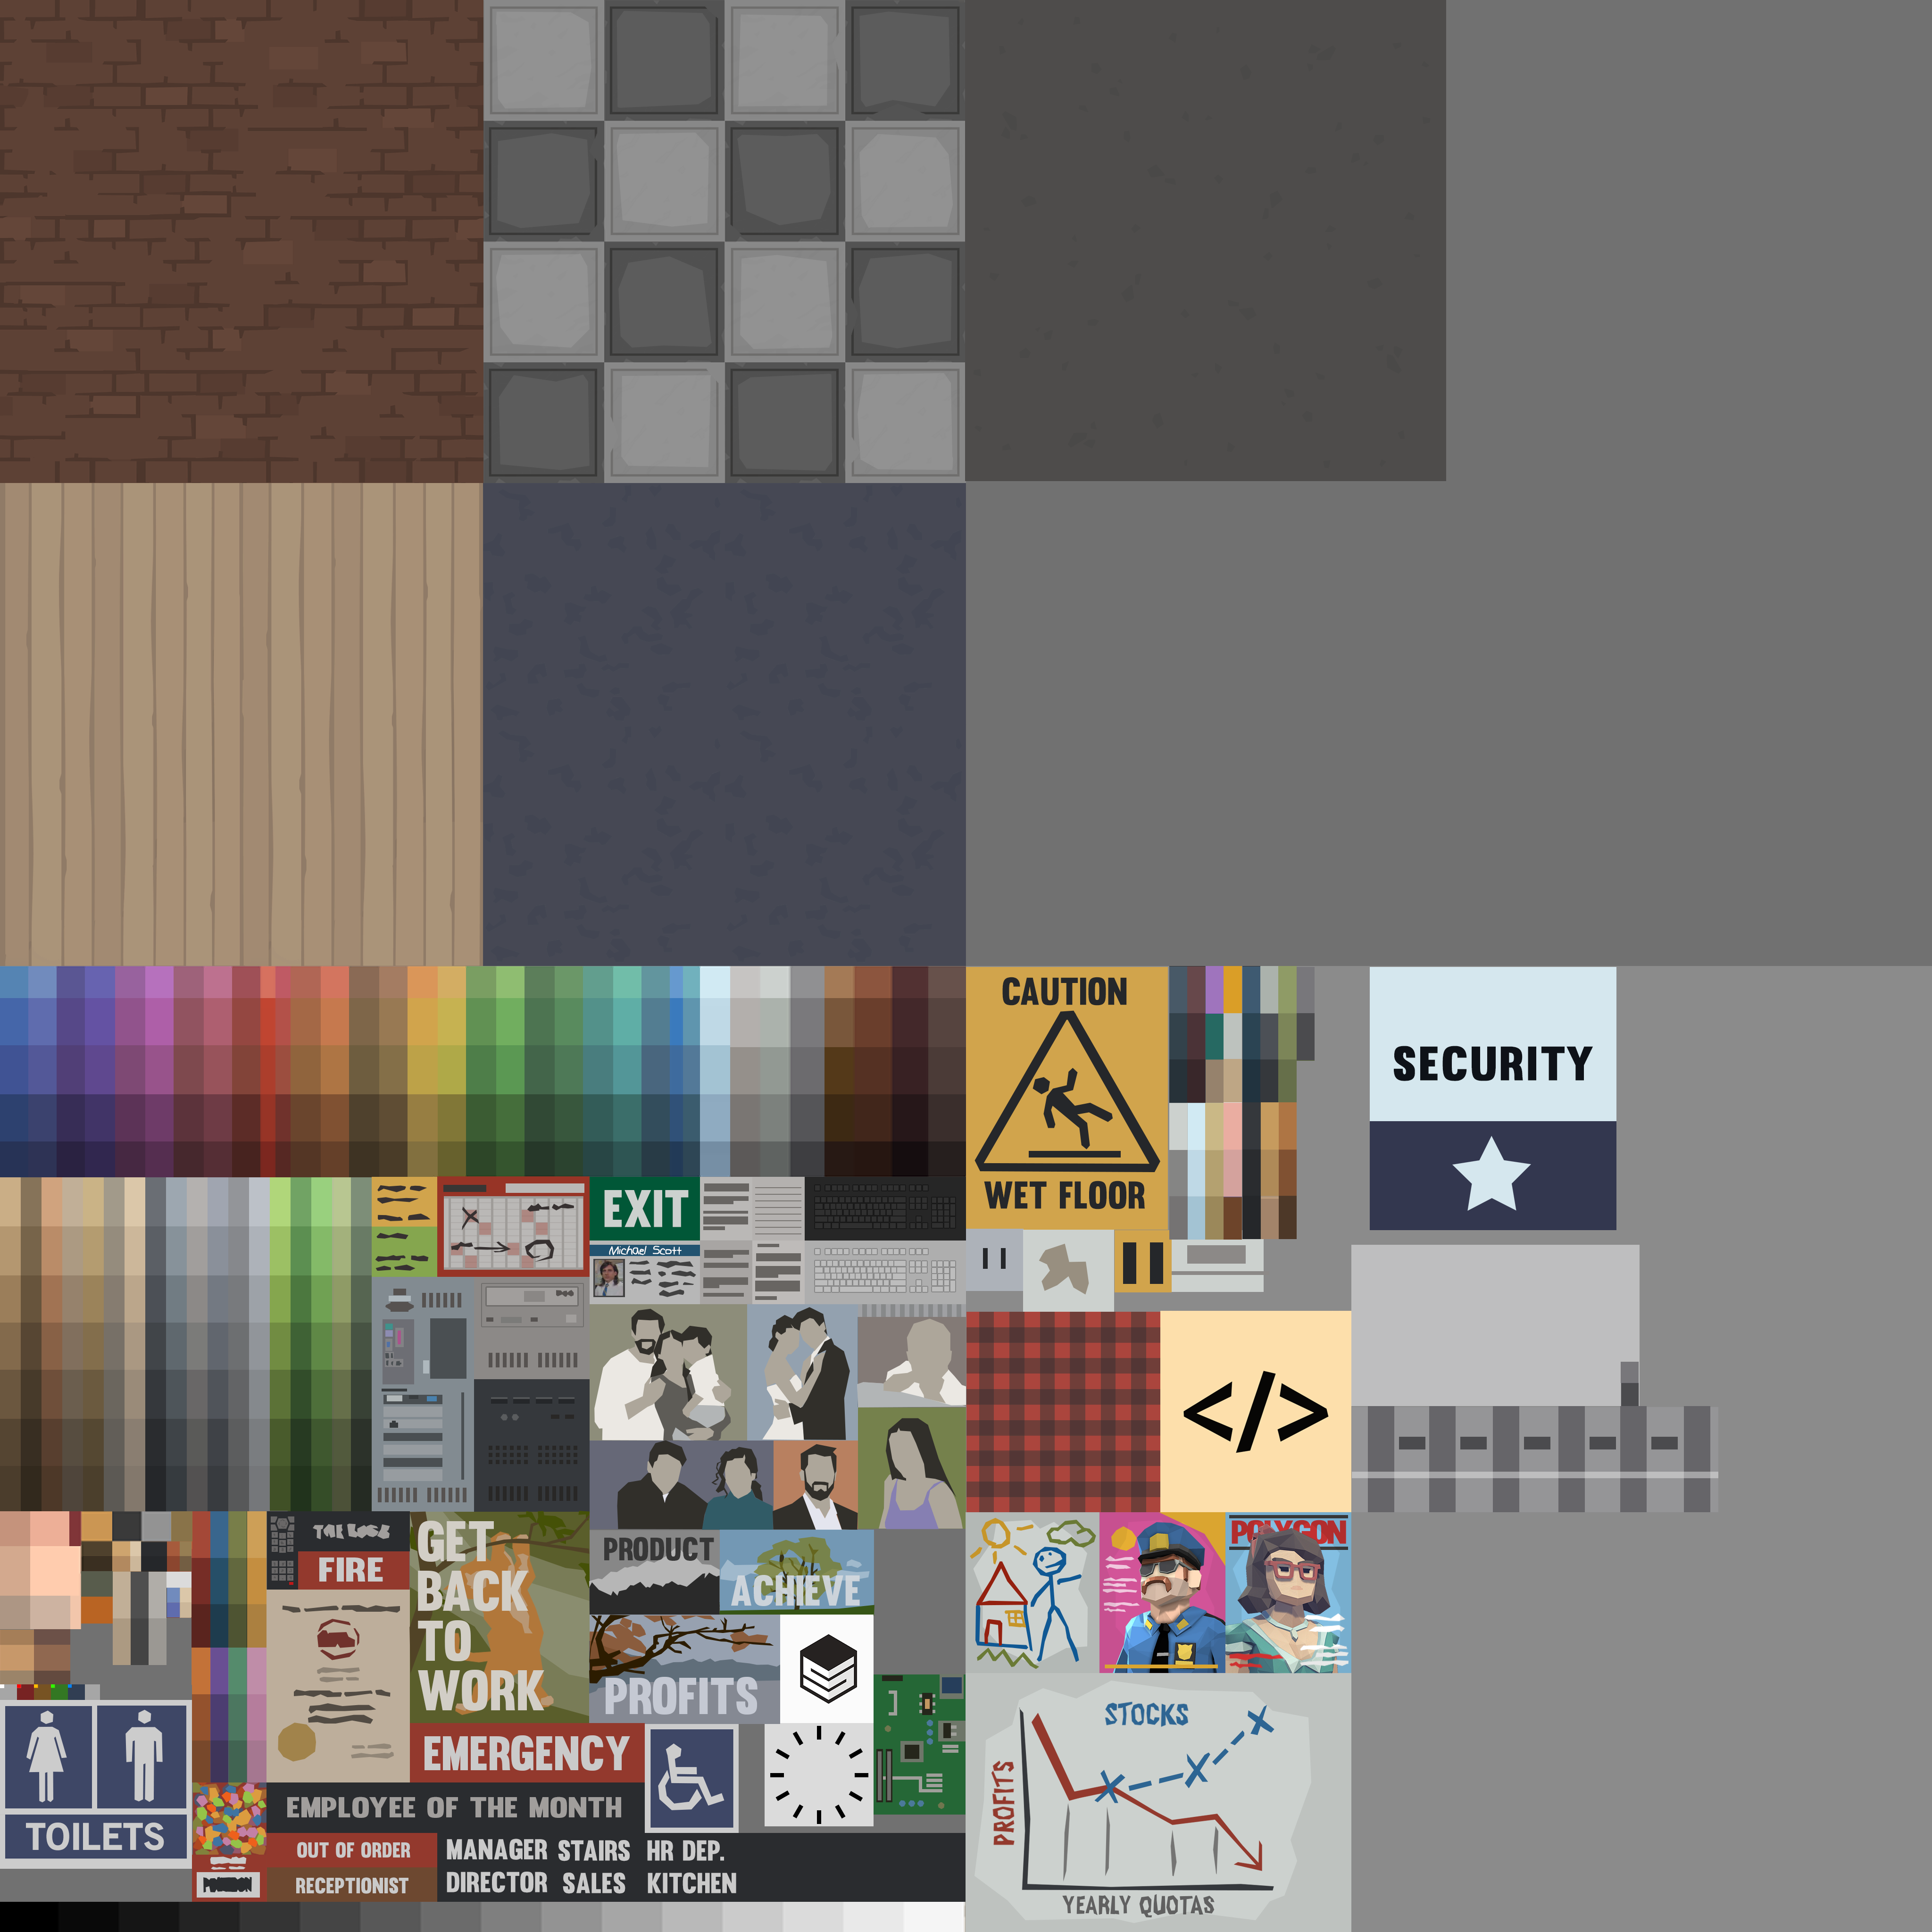 CAUTION
WET FLOOR
SECURITY
EXIT
Michael Scott
</>
FIRE
GET
BACK
TO
WORK
PRODUCT
ACHIEVE
PROFITS
POLYGON
EMERGENCY
TOILETS
EMPLOYEE OF THE MONTH
OUT OF ORDER
RECEPTIONIST
MANAGER STAIRS HR DEP.
DIRECTOR SALES KITCHEN
STOCKS
PROFITS
YEARLY QUOTAS